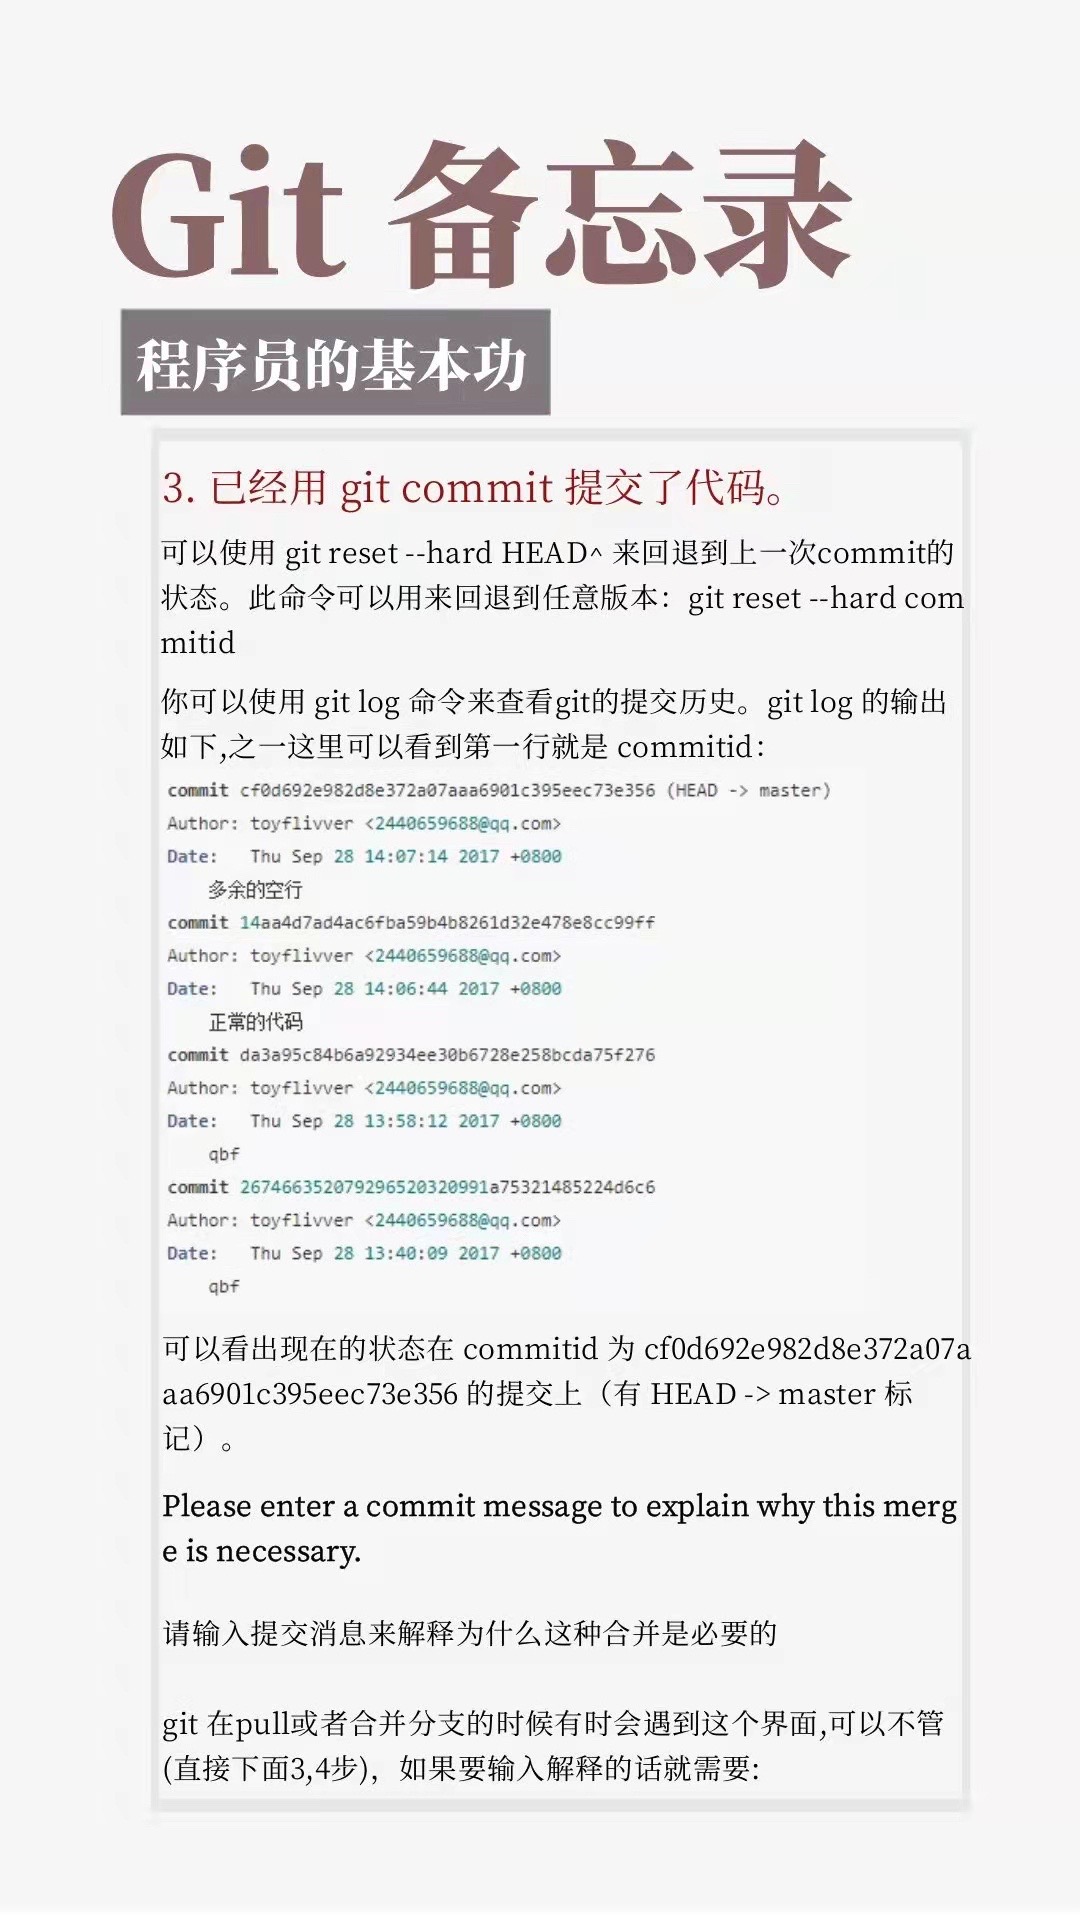 Git 备忘录
程序员的基本功
3. 已经用 git commit 提交了代码。
可以使用 git reset --hard HEAD^ 来回退到上一次commit的
状态。此命令可以用来回退到任意版本：git reset --hard com
mitid
你可以使用 git log 命令来查看git的提交历史。git log 的输出
如下,之一这里可以看到第一行就是 commitid：
commit cf0d692e982d8e372a07aaa6901c395eec73e356 (HEAD -> master)
Author: toyflivver <2440659688@qq.com>
Date:   Thu Sep 28 14:07:14 2017 +0800
    多余的空行
commit 14aa4d7ad4ac6fba59b4b8261d32e478e8cc99ff
Author: toyflivver <2440659688@qq.com>
Date:   Thu Sep 28 14:06:44 2017 +0800
    正常的代码
commit da3a95c84b6a92934ee30b6728e258bcda75f276
Author: toyflivver <2440659688@qq.com>
Date:   Thu Sep 28 13:58:12 2017 +0800
    qbf
commit 2674663520792965203209​91a75321485224d6c6
Author: toyflivver <2440659688@qq.com>
Date:   Thu Sep 28 13:40:09 2017 +0800
    qbf
可以看出现在的状态在 commitid 为 cf0d692e982d8e372a07a
aa6901c395eec73e356 的提交上（有 HEAD -> master 标
记）。
Please enter a commit message to explain why this merg
e is necessary.
请输入提交消息来解释为什么这种合并是必要的
git 在pull或者合并分支的时候有时会遇到这个界面,可以不管
(直接下面3,4步)，如果要输入解释的话就需要: